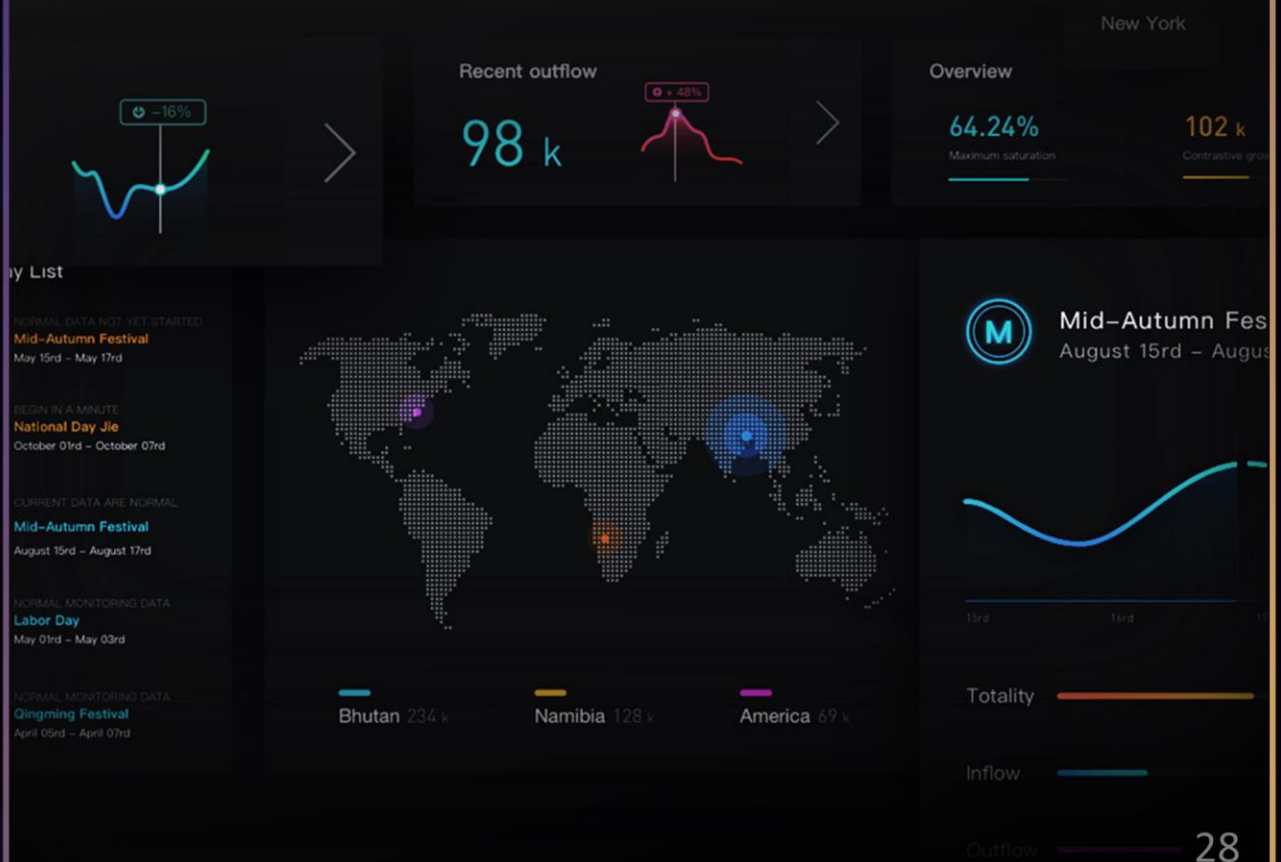 New York
-16%
Recent outflow
98 k
+ 48%
Overview
64.24%
Maximum saturation
102 k
Contrastive grow
ay List
NORMAL DATA NOT YET STARTED
Mid-Autumn Festival
May 15rd - May 17rd
BEGIN IN A MINUTE
National Day Jie
October 01rd - October 07rd
CURRENT DATA ARE NORMAL
Mid-Autumn Festival
August 15rd - August 17rd
NORMAL MONITORING DATA
Labor Day
May 01rd - May 03rd
NORMAL MONITORING DATA
Qingming Festival
April 05rd - April 07rd
Bhutan 234 k
Namibia 128 k
America 69 k
M
Mid-Autumn Fes
August 15rd - Augus
15rd
16rd
Totality
Inflow
Outflow
28